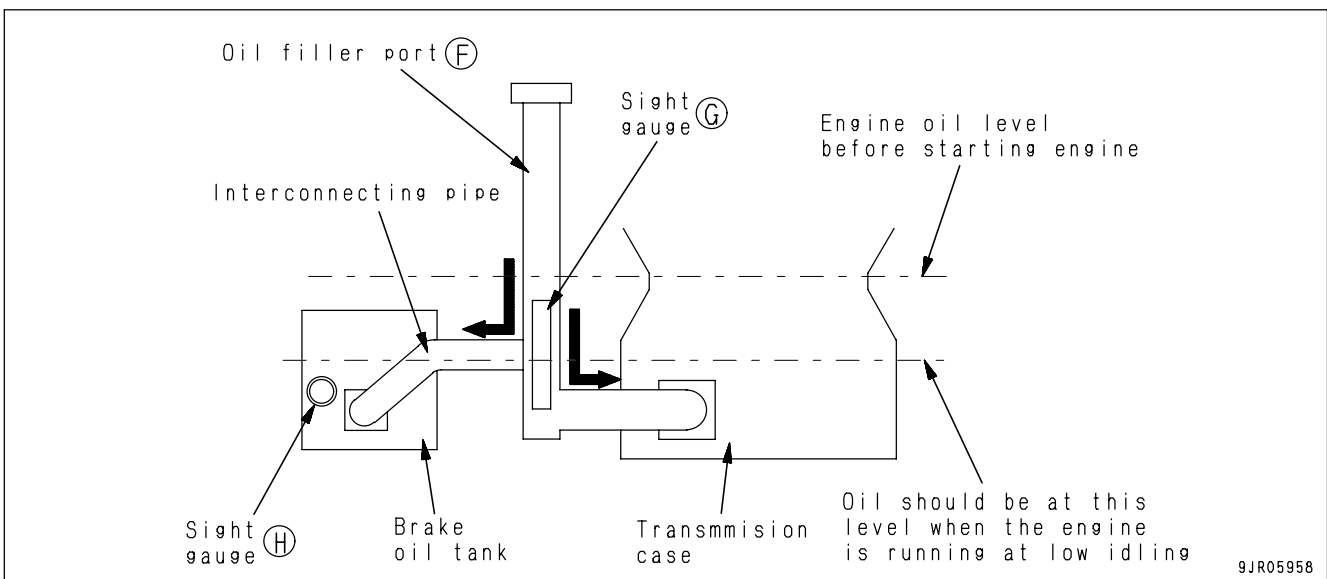 Oil filler port Ⓕ
Sight
gauge Ⓖ
Engine oil level
before starting engine
Interconnecting pipe
Sight
gauge Ⓗ
Brake
oil tank
Transmmision
case
Oil should be at this
level when the engine
is running at low idling
9JR05958